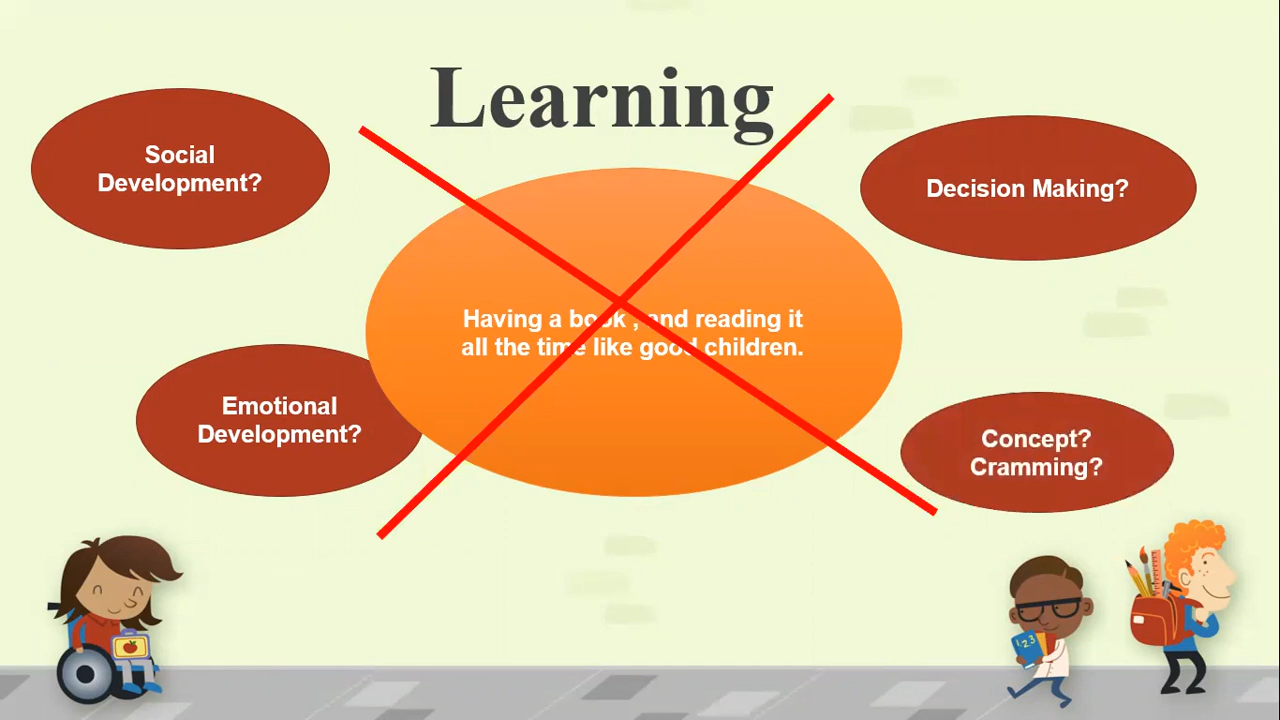 Learning
Social
Development?
Decision Making?
Having a book , and reading it
all the time like good children.
Emotional
Development?
Concept?
Cramming?
123